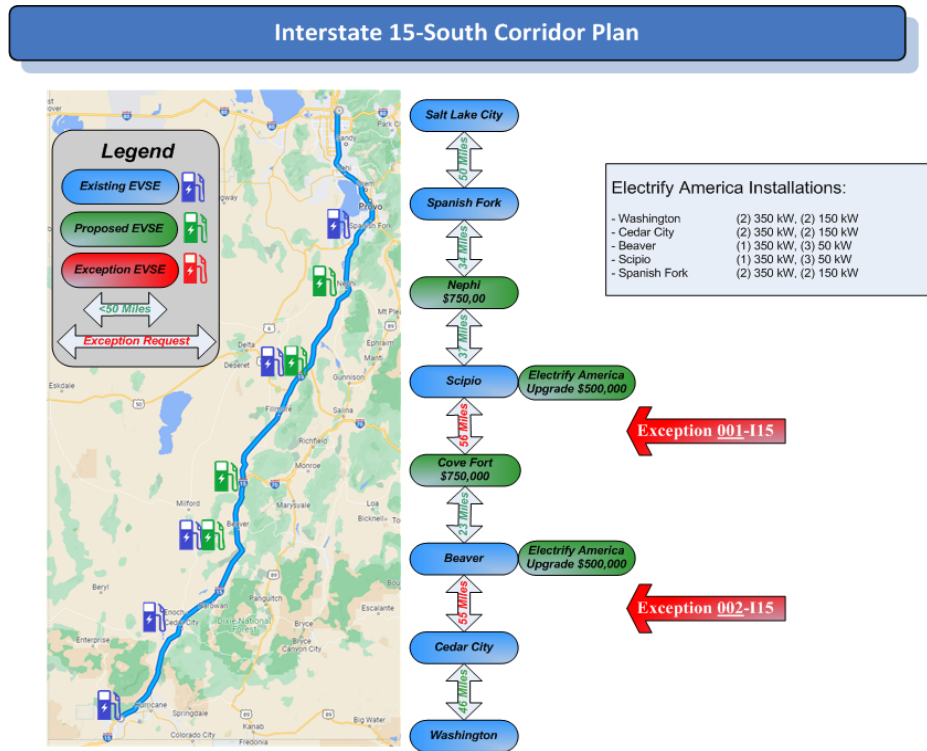 Interstate 15-South Corridor Plan
Legend
Existing EVSE
Proposed EVSE
Exception EVSE
<50 Miles
Exception Request
Salt Lake City
50 Miles
Spanish Fork
34 Miles
Nephi
$750,00
37 Miles
Scipio
Electrify America
Upgrade $500,000
56 Miles
Exception 001-I15
Cove Fort
$750,000
23 Miles
Beaver
Electrify America
Upgrade $500,000
55 Miles
Exception 002-I15
Cedar City
46 Miles
Washington
Electrify America Installations:
- Washington (2) 350 kW, (2) 150 kW
- Cedar City (2) 350 kW, (2) 150 kW
- Beaver (1) 350 kW, (3) 50 kW
- Scipio (1) 350 kW, (3) 50 kW
- Spanish Fork (2) 350 kW, (2) 150 kW
Park City
Sandy
Lehi
Provo
Spanish Fork
Nephi
Mt Pleasant
Delta
Deseret
Ephraim
Manti
Gunnison
Eskdale
Fillmore
Salina
Richfield
Monroe
Milford
Marysvale
Loa
Bicknell
Beaver
Beryl
Panguitch
Parowan
Enoch
Cedar City
Escalante
Dixie National
Forest
Enterprise
Bryce
Bryce
Canyon City
Hurricane
Springdale
Kanab
Big Water
Colorado City
Fredonia